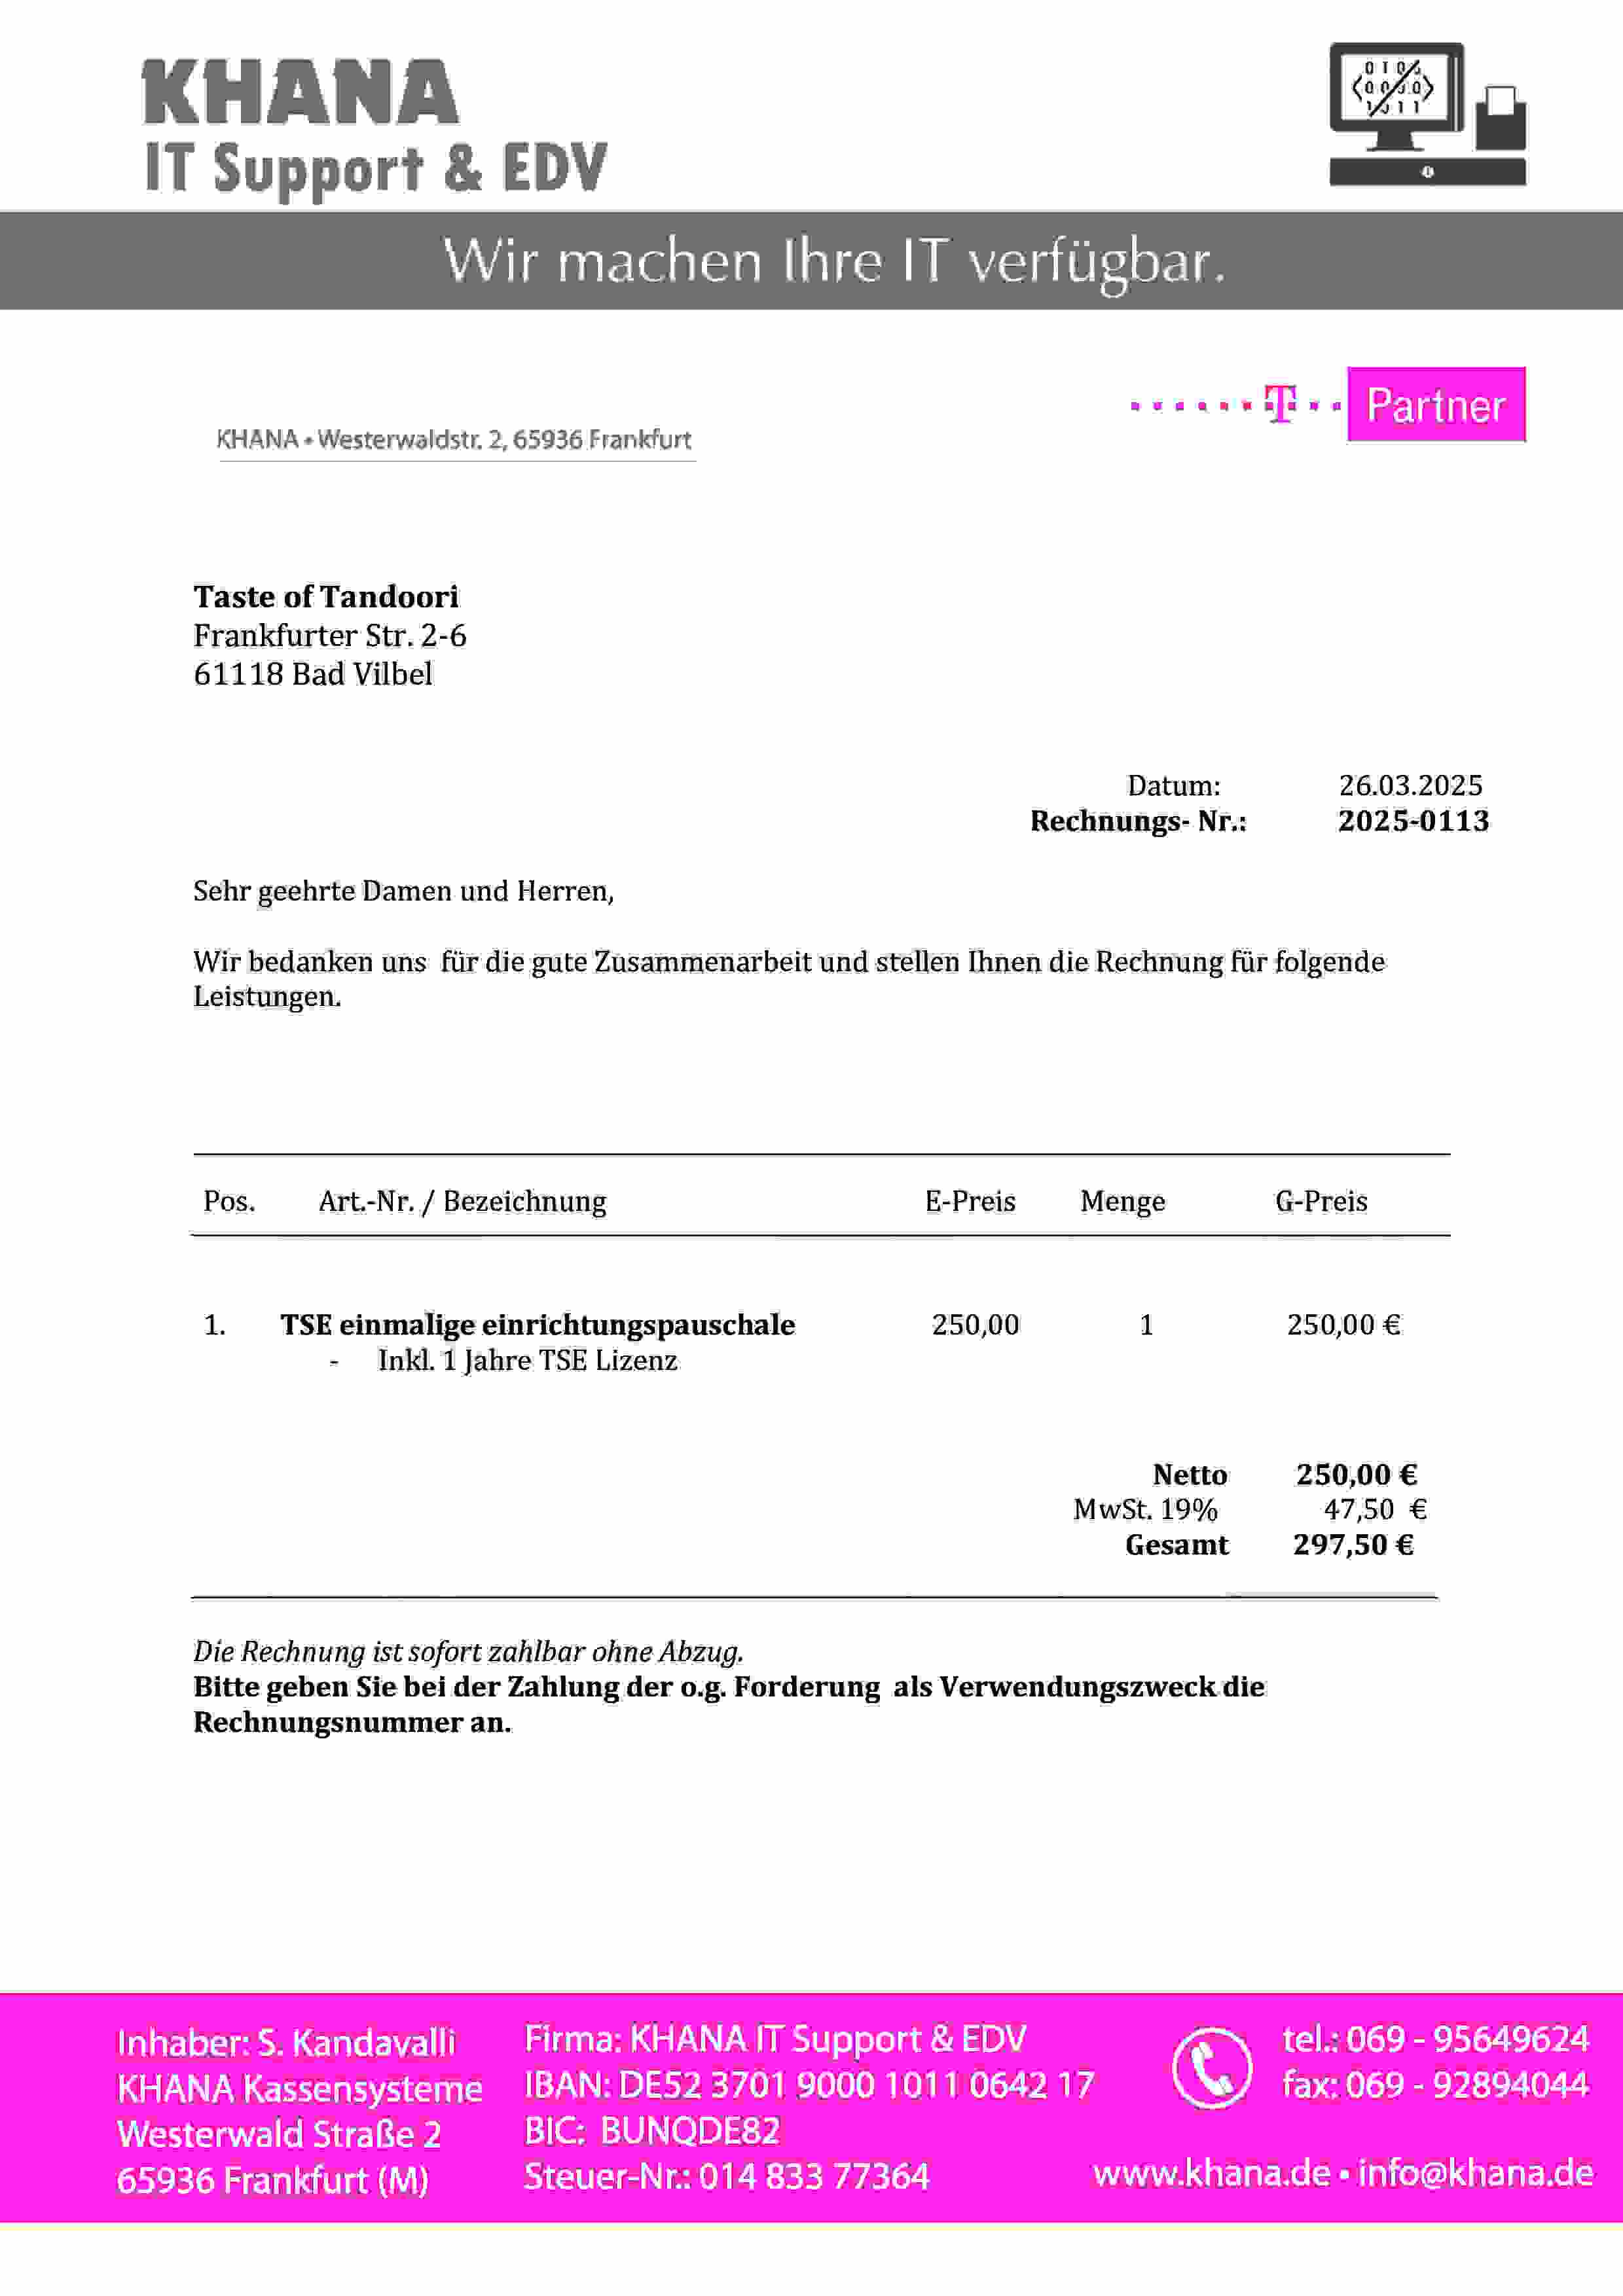 KHANA
IT Support & EDV
Wir machen Ihre IT verfügbar.
T Partner
KHANA • Westerwaldstr. 2, 65936 Frankfurt
Taste of Tandoori
Frankfurter Str. 2-6
61118 Bad Vilbel
Datum: 26.03.2025
Rechnungs- Nr.: 2025-0113
Sehr geehrte Damen und Herren,
Wir bedanken uns für die gute Zusammenarbeit und stellen Ihnen die Rechnung für folgende
Leistungen.
Pos. Art.-Nr. / Bezeichnung E-Preis Menge G-Preis
1. TSE einmalige einrichtungspauschale 250,00 1 250,00 €
- Inkl. 1 Jahre TSE Lizenz
Netto 250,00 €
MwSt. 19% 47,50 €
Gesamt 297,50 €
Die Rechnung ist sofort zahlbar ohne Abzug.
Bitte geben Sie bei der Zahlung der o.g. Forderung als Verwendungszweck die
Rechnungsnummer an.
Inhaber: S. Kandavalli
KHANA Kassensysteme
Westerwald Straße 2
65936 Frankfurt (M)
Firma: KHANA IT Support & EDV
IBAN: DE52 3701 9000 1011 0642 17
BIC: BUNQDE82
Steuer-Nr.: 014 833 77364
tel.: 069 - 95649624
fax: 069 - 92894044
www.khana.de • info@khana.de